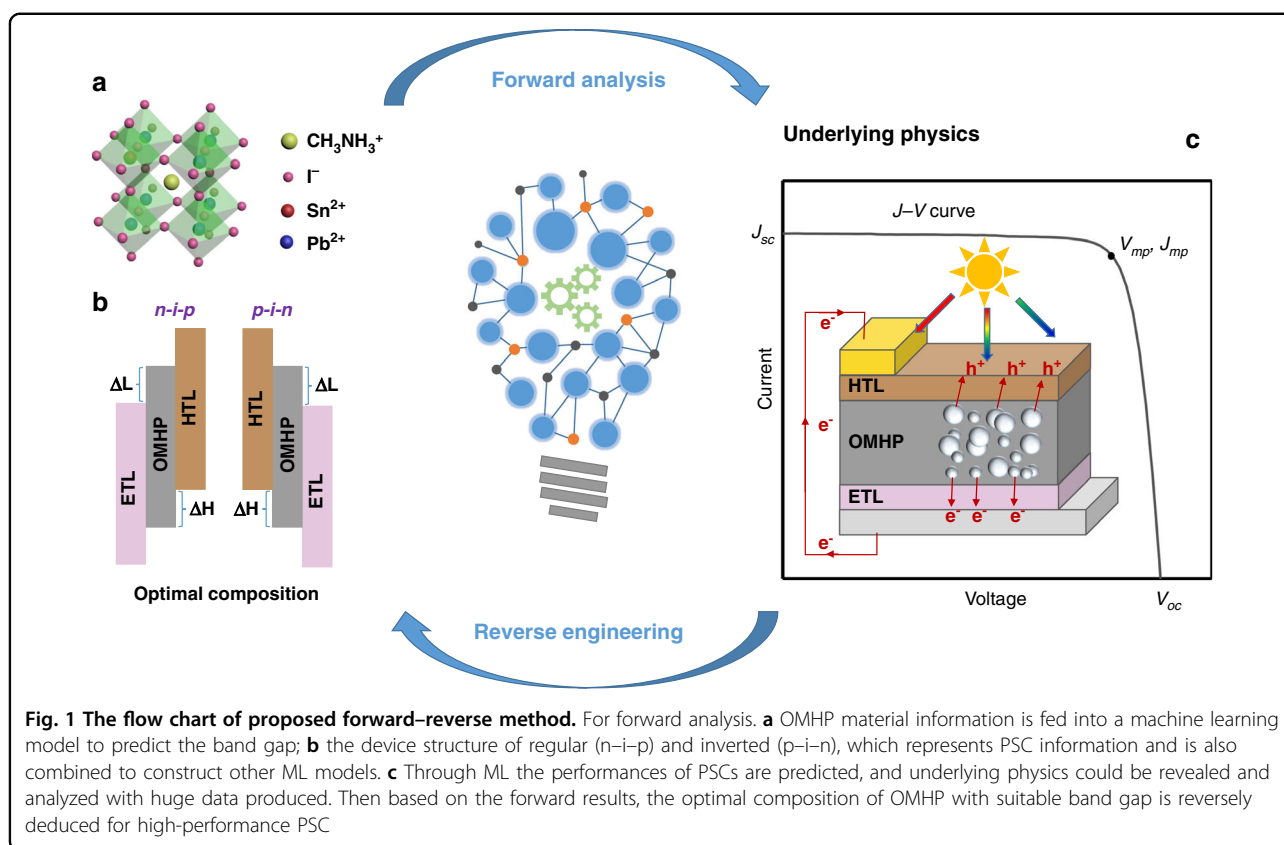 Forward analysis
a
CH₃NH₃⁺
I⁻
Sn²⁺
Pb²⁺
b
n-i-p
p-i-n
ΔL
ETL
OMHP
HTL
ΔH
HTL
OMHP
ETL
ΔL
ΔH
Optimal composition
Underlying physics
c
J–V curve
Jsc
Vmp, Jmp
e-
h+ h+ h+
HTL
e-
OMHP
ETL
e- e- e-
e-
Current
Voltage
Voc
Reverse engineering
Fig. 1 The flow chart of proposed forward–reverse method. For forward analysis. a OMHP material information is fed into a machine learning
model to predict the band gap; b the device structure of regular (n–i–p) and inverted (p–i–n), which represents PSC information and is also
combined to construct other ML models. c Through ML the performances of PSCs are predicted, and underlying physics could be revealed and
analyzed with huge data produced. Then based on the forward results, the optimal composition of OMHP with suitable band gap is reversely
deduced for high-performance PSC